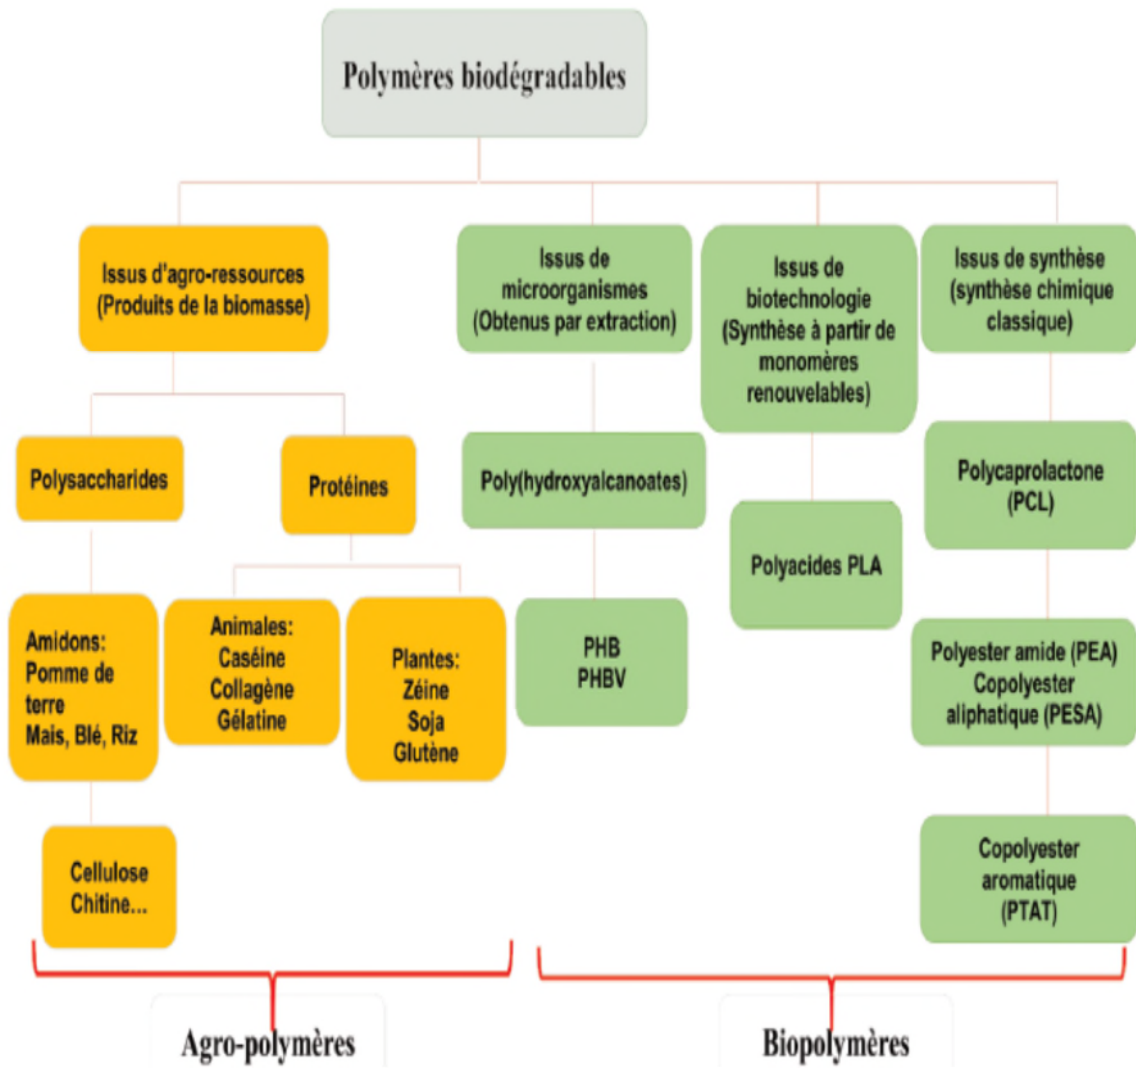 Polymères biodégradables
Issus d'agro-ressources
(Produits de la biomasse)
Issus de
microorganismes
(Obtenus par extraction)
Issus de
biotechnologie
(Synthèse à partir de
monomères
renouvelables)
Issus de synthèse
(synthèse chimique
classique)
Polysaccharides
Protéines
Poly(hydroxyalcanoates)
Polyacides PLA
Polycaprolactone
(PCL)
Amidons:
Pomme de
terre
Mais, Blé, Riz
Animales:
Caséine
Collagène
Gélatine
Plantes:
Zéine
Soja
Glutène
PHB
PHBV
Polyester amide (PEA)
Copolyester
aliphatique (PESA)
Cellulose
Chitine...
Copolyester
aromatique
(PTAT)
Agro-polymères
Biopolymères